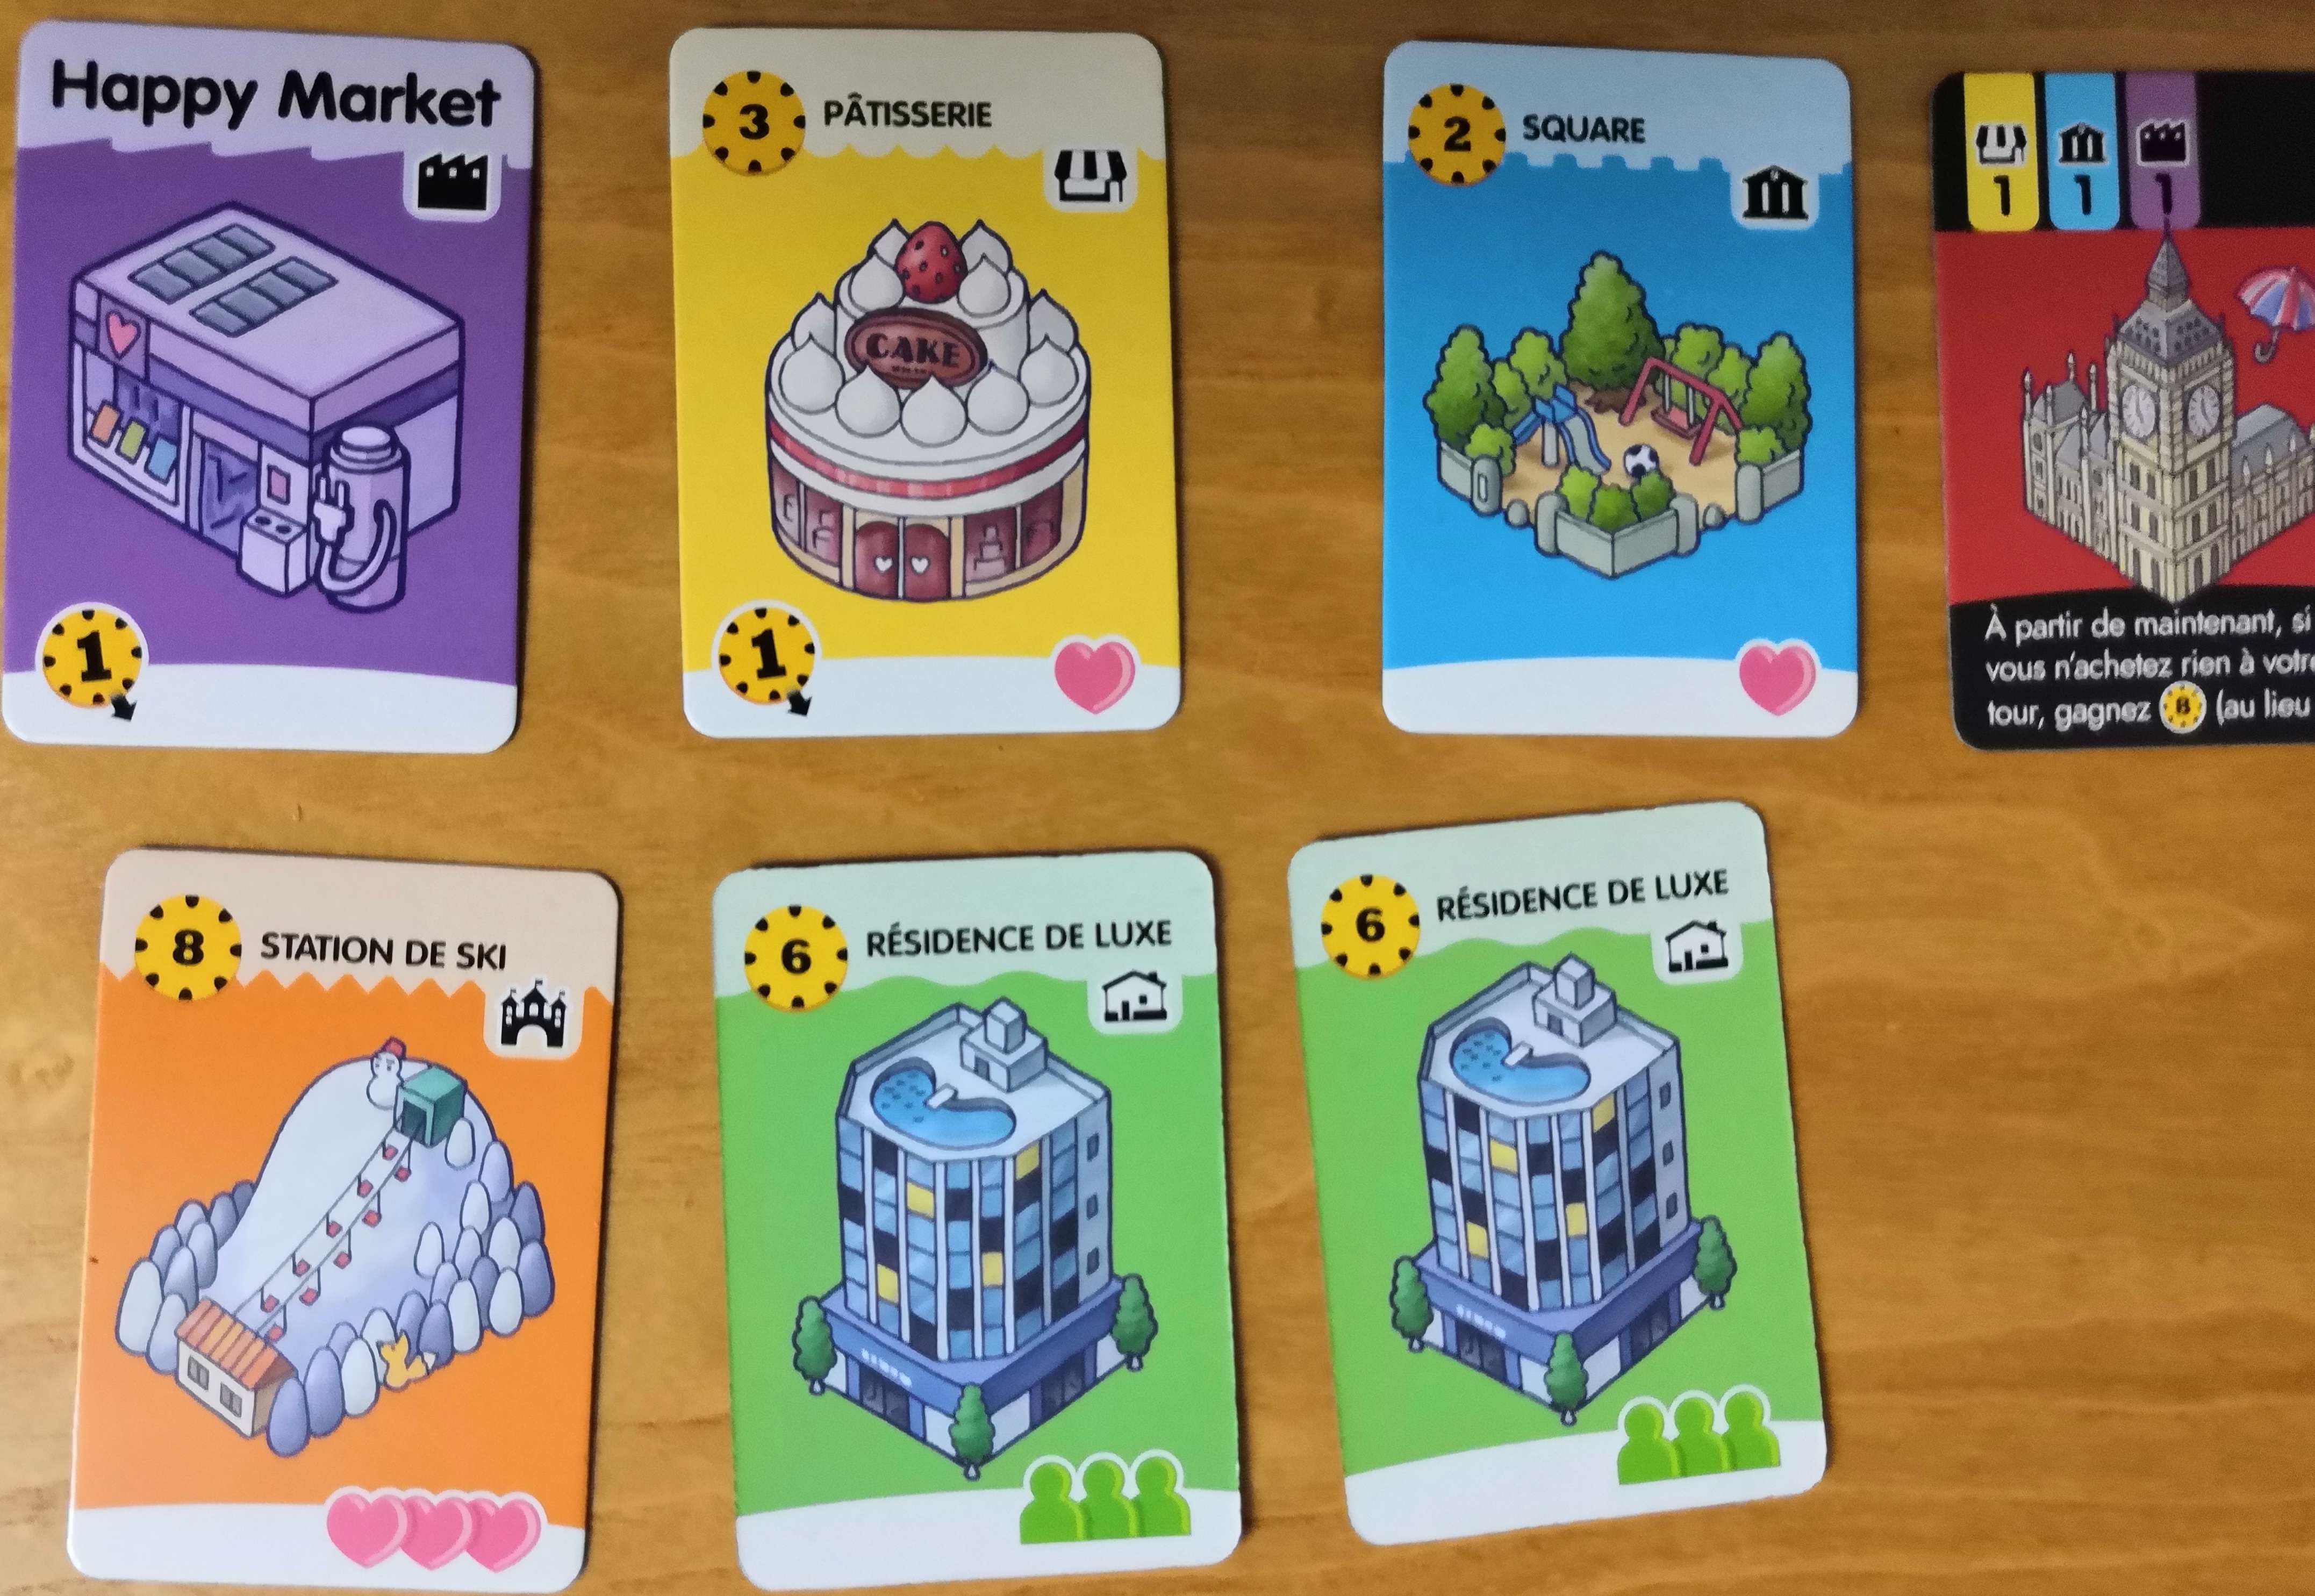 Happy Market
1
3 PÂTISSERIE
CAKE
1
2 SQUARE
1 1 1
À partir de maintenant, si
vous n'achetez rien à votre
tour, gagnez 8 (au lieu
8 STATION DE SKI
6 RÉSIDENCE DE LUXE
6 RÉSIDENCE DE LUXE